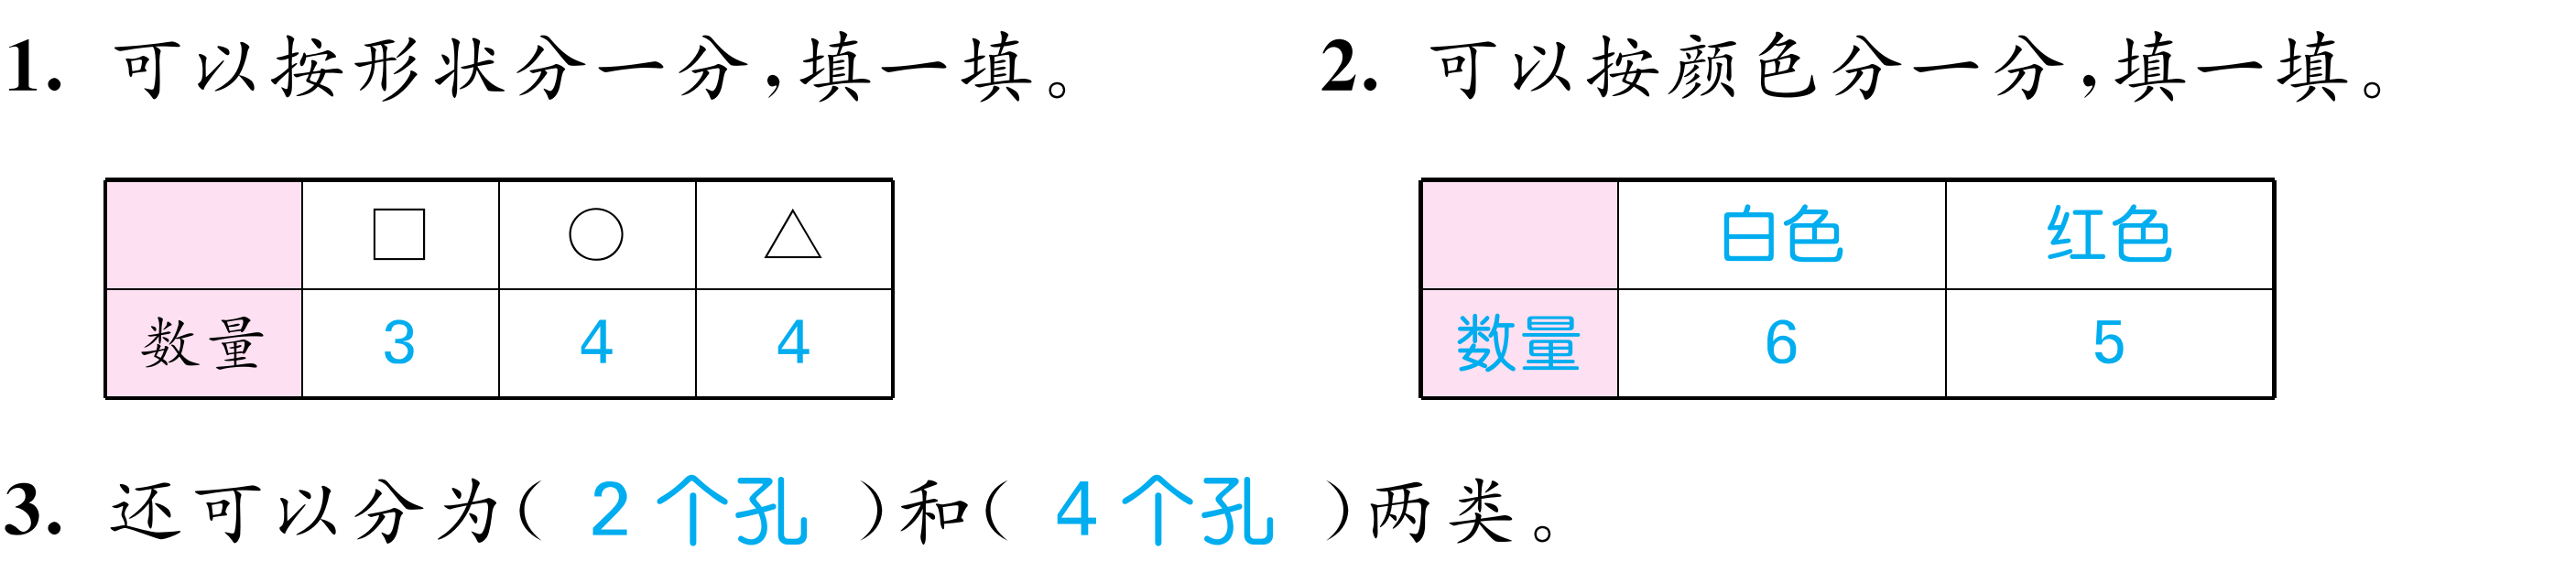 1. 可以按形状分一分,填一填。 2. 可以按颜色分一分,填一填。
□ ○ △ 白色 红色
数量 3 4 4 数量 6 5
3. 还可以分为( 2个孔 )和( 4个孔 )两类。